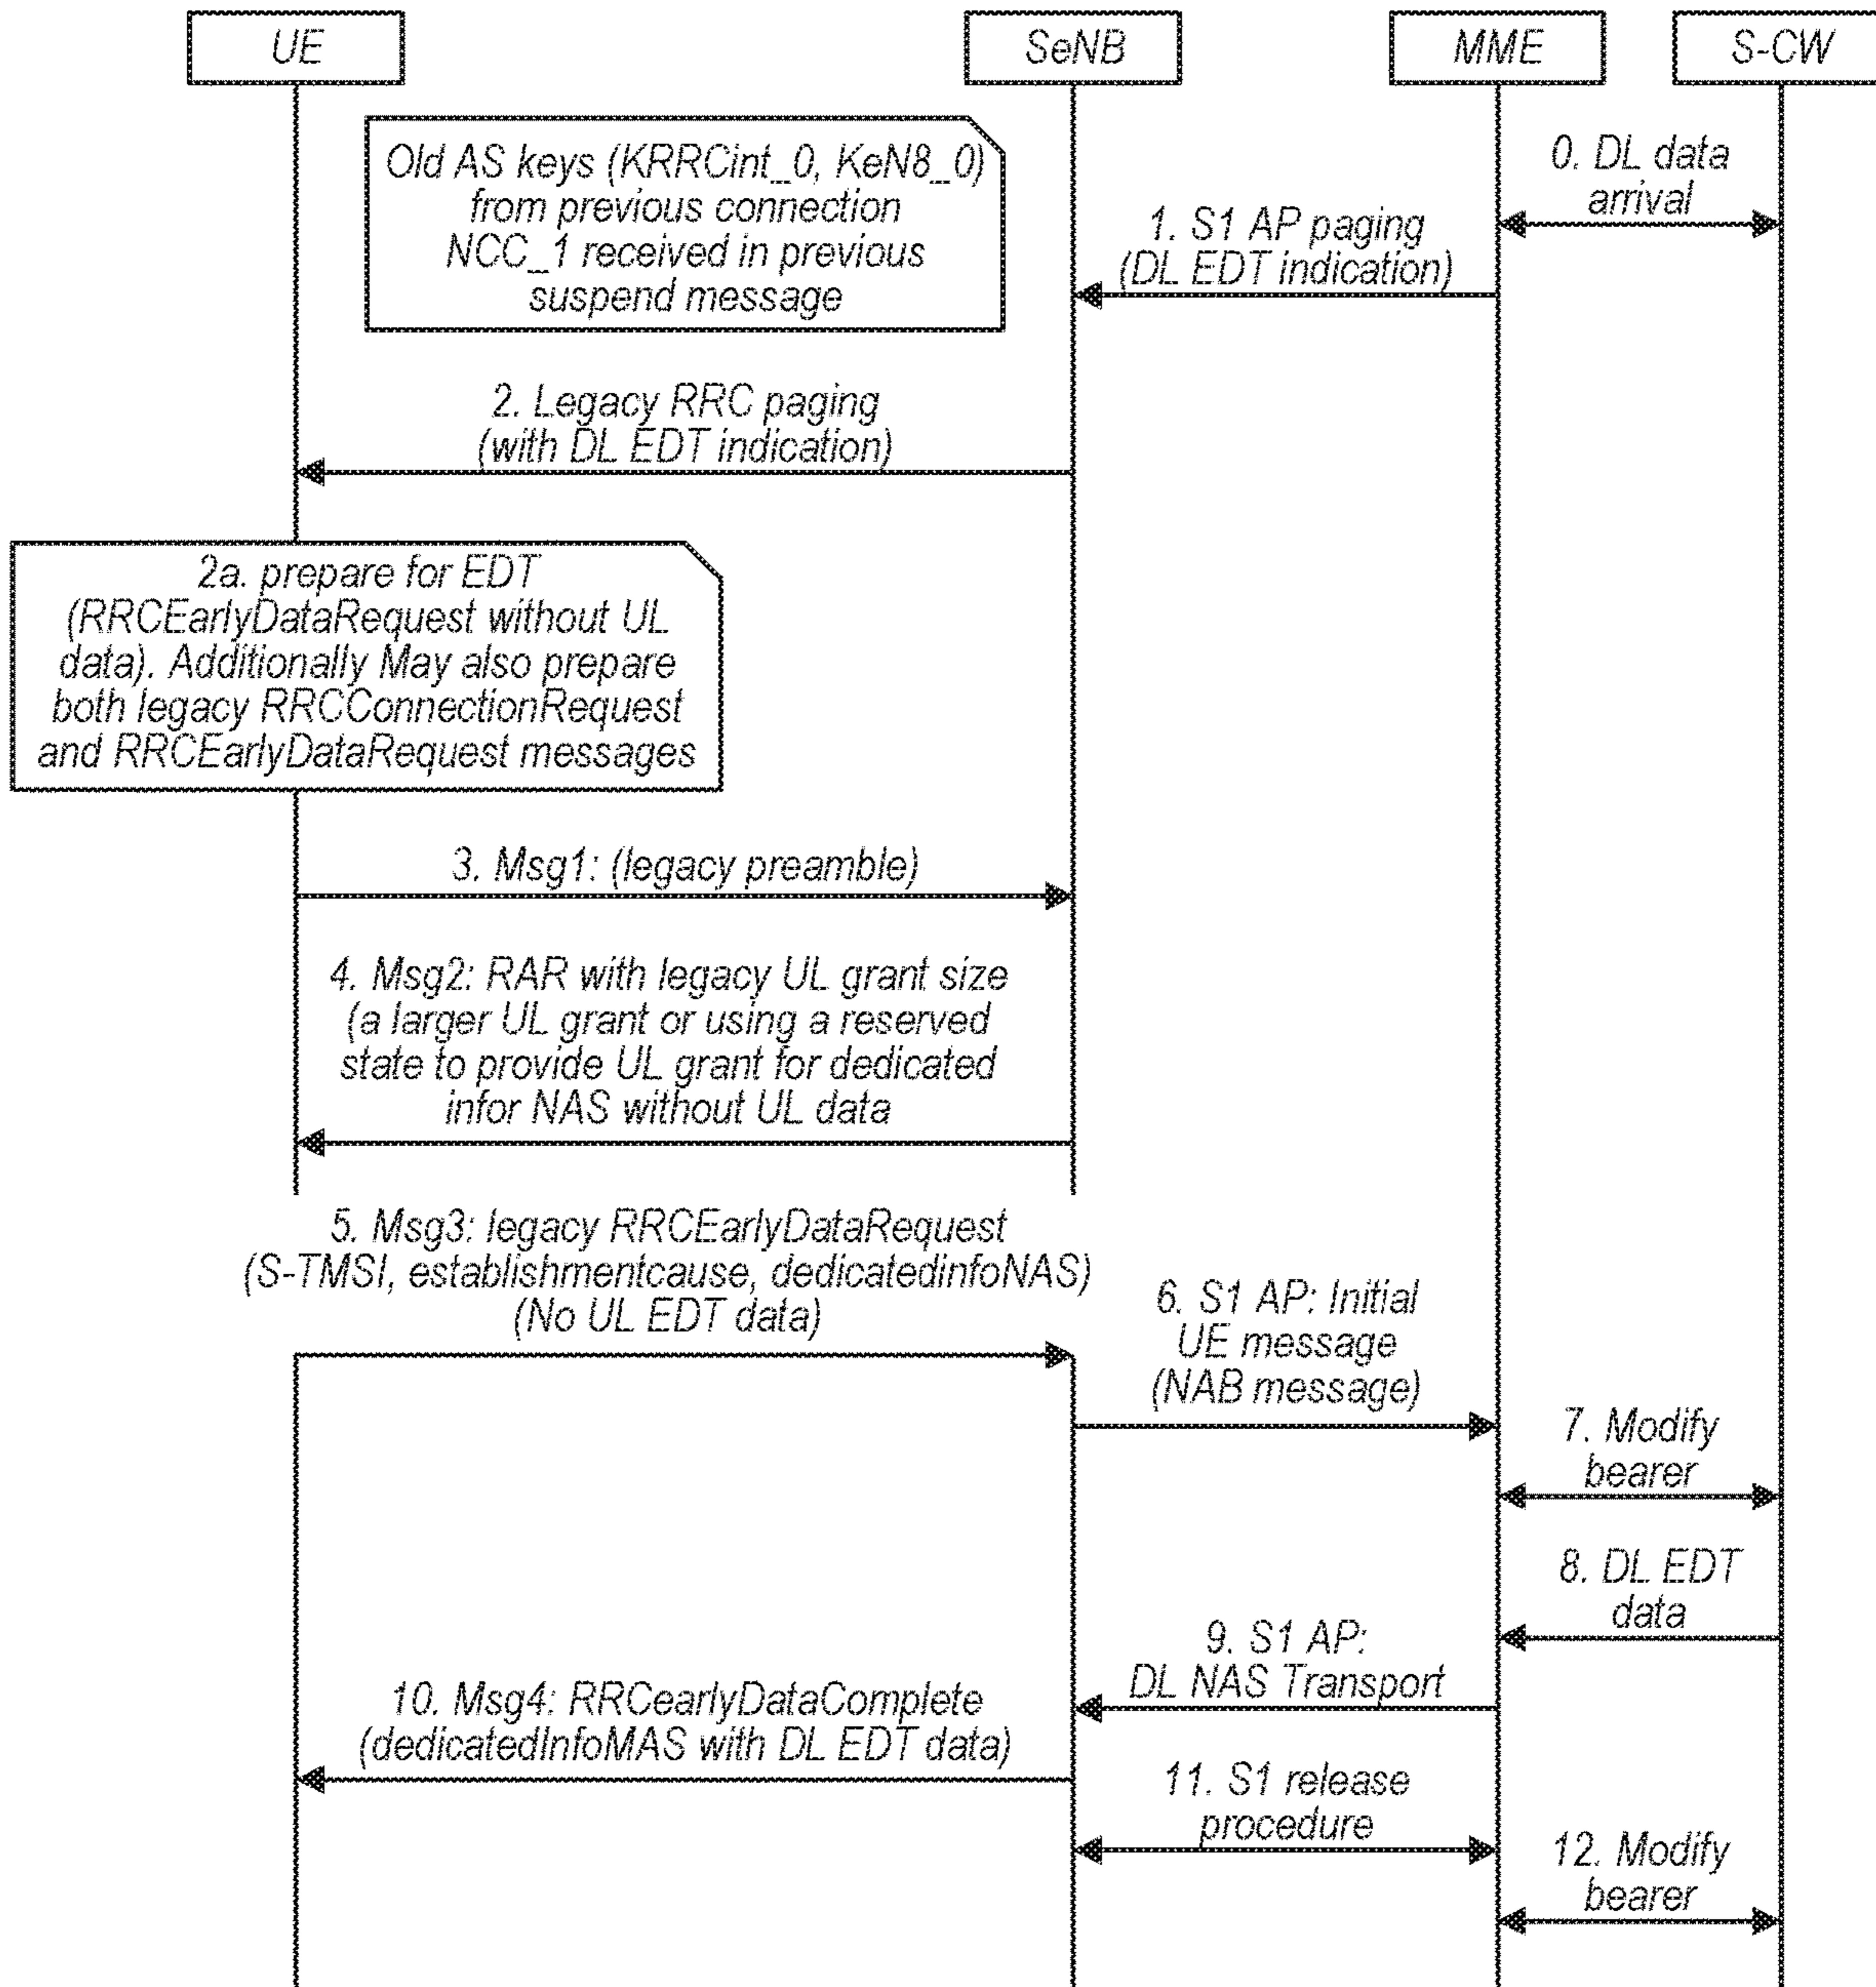 UE
SeNB
MME
S-CW
Old AS keys (KRRCint_0, KeN8_0)
from previous connection
NCC_1 received in previous
suspend message
0. DL data
arrival
1. S1 AP paging
(DL EDT indication)
2. Legacy RRC paging
(with DL EDT indication)
2a. prepare for EDT
(RRCEarlyDataRequest without UL
data). Additionally May also prepare
both legacy RRCConnectionRequest
and RRCEarlyDataRequest messages
3. Msg1: (legacy preamble)
4. Msg2: RAR with legacy UL grant size
(a larger UL grant or using a reserved
state to provide UL grant for dedicated
infor NAS without UL data
5. Msg3: legacy RRCEarlyDataRequest
(S-TMSI, establishmentcause, dedicatedinfoNAS)
(No UL EDT data)
6. S1 AP: Initial
UE message
(NAB message)
7. Modify
bearer
8. DL EDT
data
9. S1 AP:
DL NAS Transport
10. Msg4: RRCearlyDataComplete
(dedicatedInfoMAS with DL EDT data)
11. S1 release
procedure
12. Modify
bearer